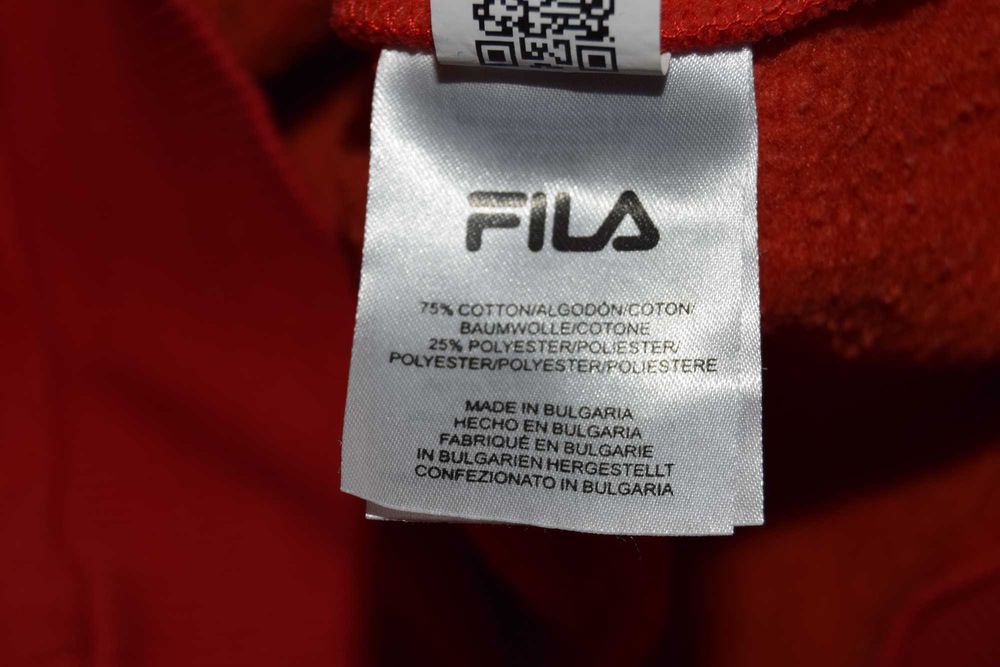 FILA
75% COTTON/ALGODÓN/COTON/
BAUMWOLLE/COTONE
25% POLYESTER/POLIESTER/
POLYESTER/POLYESTER/POLIESTERE
MADE IN BULGARIA
HECHO EN BULGARIA
FABRIQUÉ EN BULGARIE
IN BULGARIEN HERGESTELLT
CONFEZIONATO IN BULGARIA